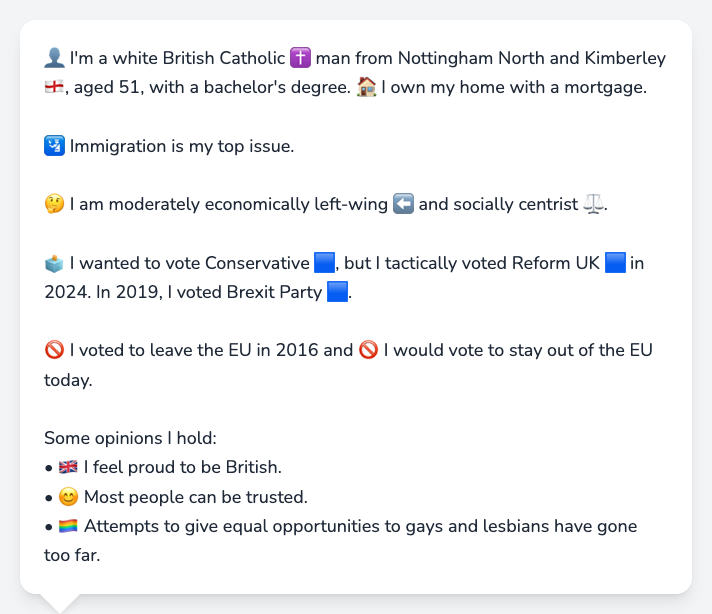 👤 I'm a white British Catholic ✝️ man from Nottingham North and Kimberley
🏴󠁧󠁢󠁥󠁮󠁧󠁿, aged 51, with a bachelor's degree. 🏠 I own my home with a mortgage.
🛂 Immigration is my top issue.
🤔 I am moderately economically left-wing ⬅️ and socially centrist ⚖️.
🗳️ I wanted to vote Conservative 🟦, but I tactically voted Reform UK 🟦 in
2024. In 2019, I voted Brexit Party 🟦.
🚫 I voted to leave the EU in 2016 and 🚫 I would vote to stay out of the EU
today.
Some opinions I hold:
• 🇬🇧 I feel proud to be British.
• 😊 Most people can be trusted.
• 🏳️‍🌈 Attempts to give equal opportunities to gays and lesbians have gone
too far.